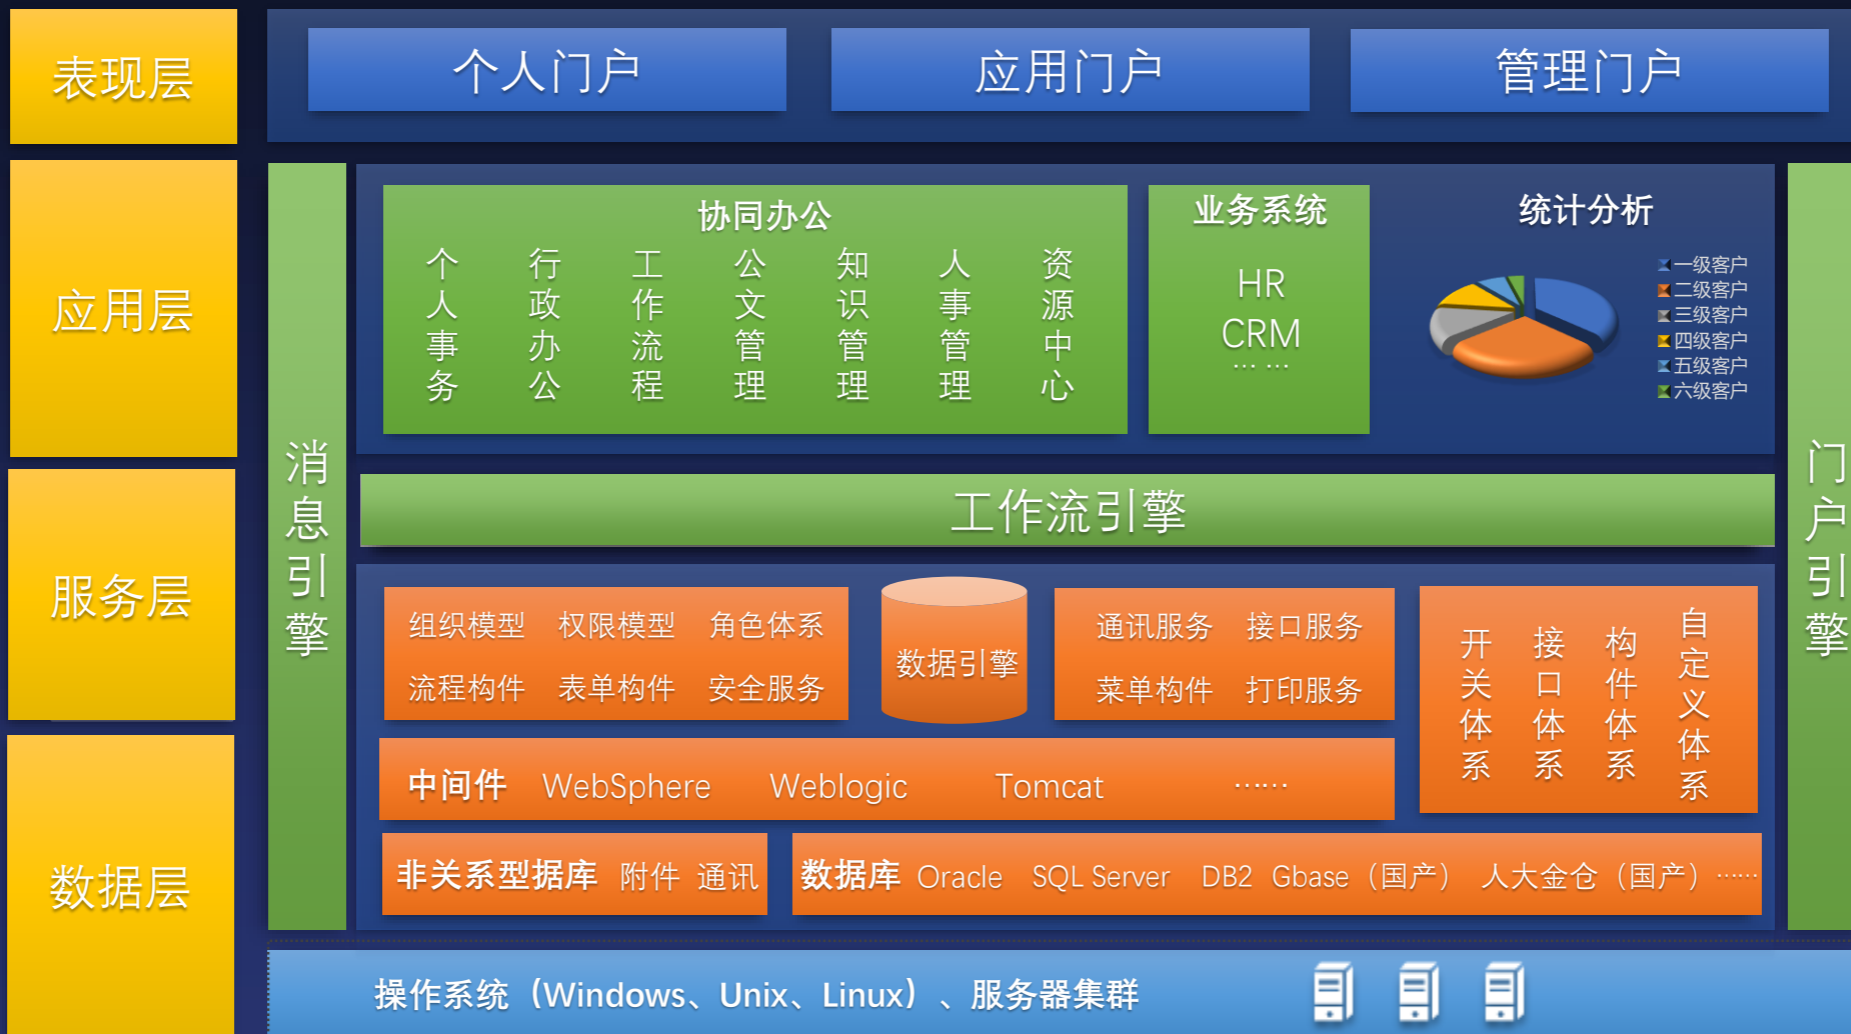 表现层
个人门户
应用门户
管理门户
应用层
服务层
数据层
消息引擎
门户引擎
协同办公
个人事务
行政办公
工作流程
公文管理
知识管理
人事管理
资源中心
业务系统
HR
CRM
... ...
统计分析
一级客户
二级客户
三级客户
四级客户
五级客户
六级客户
工作流引擎
组织模型 权限模型 角色体系
流程构件 表单构件 安全服务
数据引擎
通讯服务 接口服务
菜单构件 打印服务
开关体系
接口体系
构件体系
自定义体系
中间件 WebSphere Weblogic Tomcat ……
非关系型据库 附件 通讯
数据库 Oracle SQL Server DB2 Gbase（国产） 人大金仓（国产）……
操作系统（Windows、Unix、Linux）、服务器集群